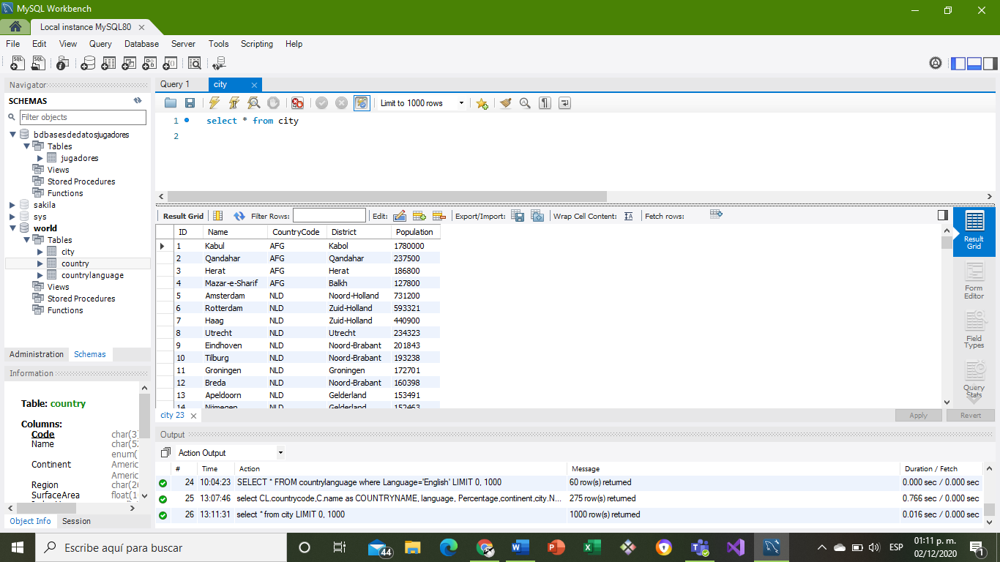 MySQL Workbench
Local instance MySQL80
File Edit View Query Database Server Tools Scripting Help
Navigator
SCHEMAS
Filter objects
bdbasesdedatosjugadores
Tables
jugadores
Views
Stored Procedures
Functions
sakila
sys
world
Tables
city
country
countrylanguage
Views
Stored Procedures
Functions
Administration Schemas
Information
Table: country
Columns:
Code char(3)
Name char(52
enum(
Continent Americ
Americ
Region char(26
SurfaceArea float(1
Object Info Session
Query 1 city
Limit to 1000 rows
1 select * from city
2
Result Grid Filter Rows: Edit: Export/Import: Wrap Cell Content: Fetch rows:
ID Name CountryCode District Population
1 Kabul AFG Kabol 1780000
2 Qandahar AFG Qandahar 237500
3 Herat AFG Herat 186800
4 Mazar-e-Sharif AFG Balkh 127800
5 Amsterdam NLD Noord-Holland 731200
6 Rotterdam NLD Zuid-Holland 593321
7 Haag NLD Zuid-Holland 440900
8 Utrecht NLD Utrecht 234323
9 Eindhoven NLD Noord-Brabant 201843
10 Tilburg NLD Noord-Brabant 193238
11 Groningen NLD Groningen 172701
12 Breda NLD Noord-Brabant 160398
13 Apeldoorn NLD Gelderland 153491
14 Nijmegen NLD Gelderland 152463
Result
Grid
Form
Editor
Field
Types
Query
Stats
city 23
Apply Revert
Output
Action Output
# Time Action Message Duration / Fetch
24 10:04:23 SELECT * FROM countrylanguage where Language='English' LIMIT 0, 1000 60 row(s) returned 0.000 sec / 0.000 sec
25 13:07:46 select CL.countrycode,C.name as COUNTRYNAME, language, Percentage,continent,city.N... 275 row(s) returned 0.766 sec / 0.000 sec
26 13:11:31 select * from city LIMIT 0, 1000 1000 row(s) returned 0.016 sec / 0.000 sec
Escribe aquí para buscar
44
ESP
01:11 p. m.
02/12/2020
1